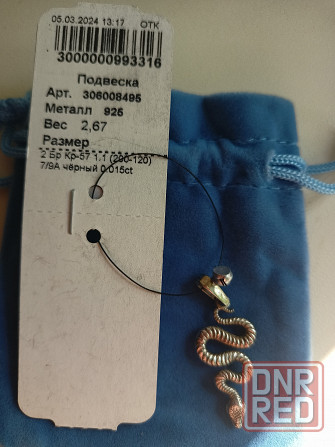 05.03.2024 13:17 ОТК
3000000993316
Подвеска
Арт. 306008495
Металл 925
Вес 2,67
Размер
2 Бр Кр-57 1.1 (200-120)
7/9А чёрный 0.015ct
DNR
RED